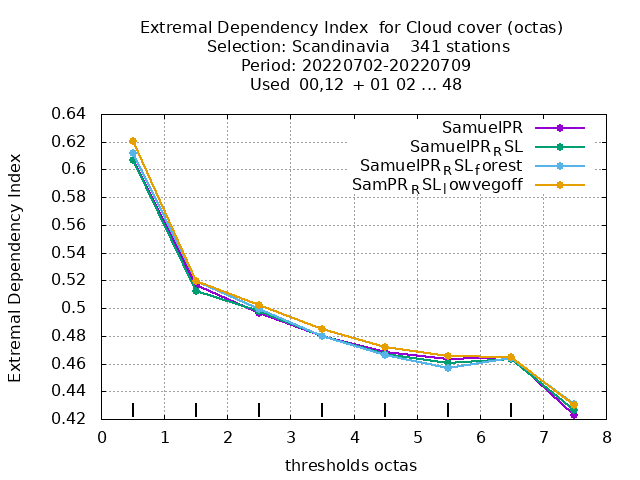 Extremal Dependency Index  for Cloud cover (octas)
Selection: Scandinavia    341 stations
Period: 20220702-20220709
Used  00,12  + 01 02 ... 48
SamuelPR
SamuelPR_RSL
SamuelPR_RSL_forest
SamPR_RSL_lowvegoff
Extremal Dependency Index
0.64
0.62
0.6
0.58
0.56
0.54
0.52
0.5
0.48
0.46
0.44
0.42
0 1 2 3 4 5 6 7 8
thresholds octas